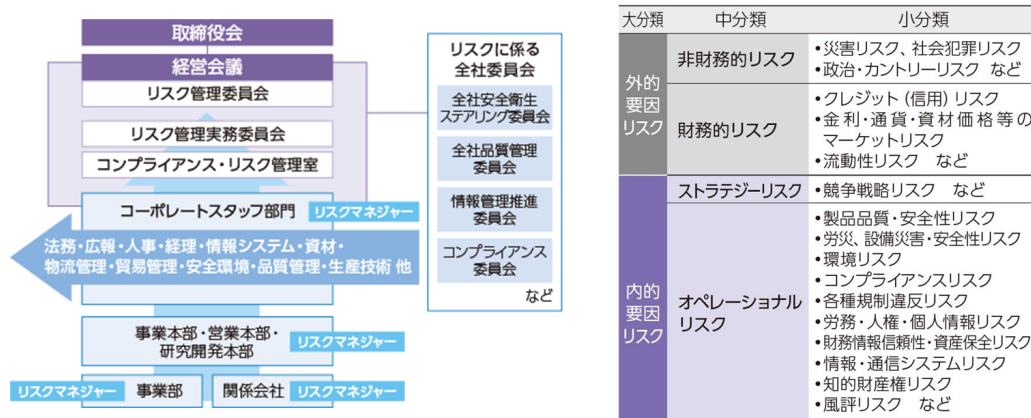 取締役会
経営会議
リスク管理委員会
リスク管理実務委員会
コンプライアンス・リスク管理室
コーポレートスタッフ部門
リスクマネジャー
法務・広報・人事・経理・情報システム・資材・
物流管理・貿易管理・安全環境・品質管理・生産技術 他
事業本部・営業本部・
研究開発本部
リスクマネジャー
リスクマネジャー
事業部
関係会社
リスクマネジャー
リスクに係る
全社委員会
全社安全衛生
ステアリング委員会
全社品質管理
委員会
情報管理推進
委員会
コンプライアンス
委員会
など
大分類
中分類
小分類
外的
要因
リスク
非財務的リスク
•災害リスク、社会犯罪リスク
•政治・カントリーリスク など
財務的リスク
•クレジット（信用）リスク
•金利・通貨・資材価格等の
マーケットリスク
•流動性リスク など
内的
要因
リスク
ストラテジーリスク
•競争戦略リスク など
オペレーショナル
リスク
•製品品質・安全性リスク
•労災、設備災害・安全性リスク
•環境リスク
•コンプライアンスリスク
•各種規制違反リスク
•労務・人権・個人情報リスク
•財務情報信頼性・資産保全リスク
•情報・通信システムリスク
•知的財産権リスク
•風評リスク など